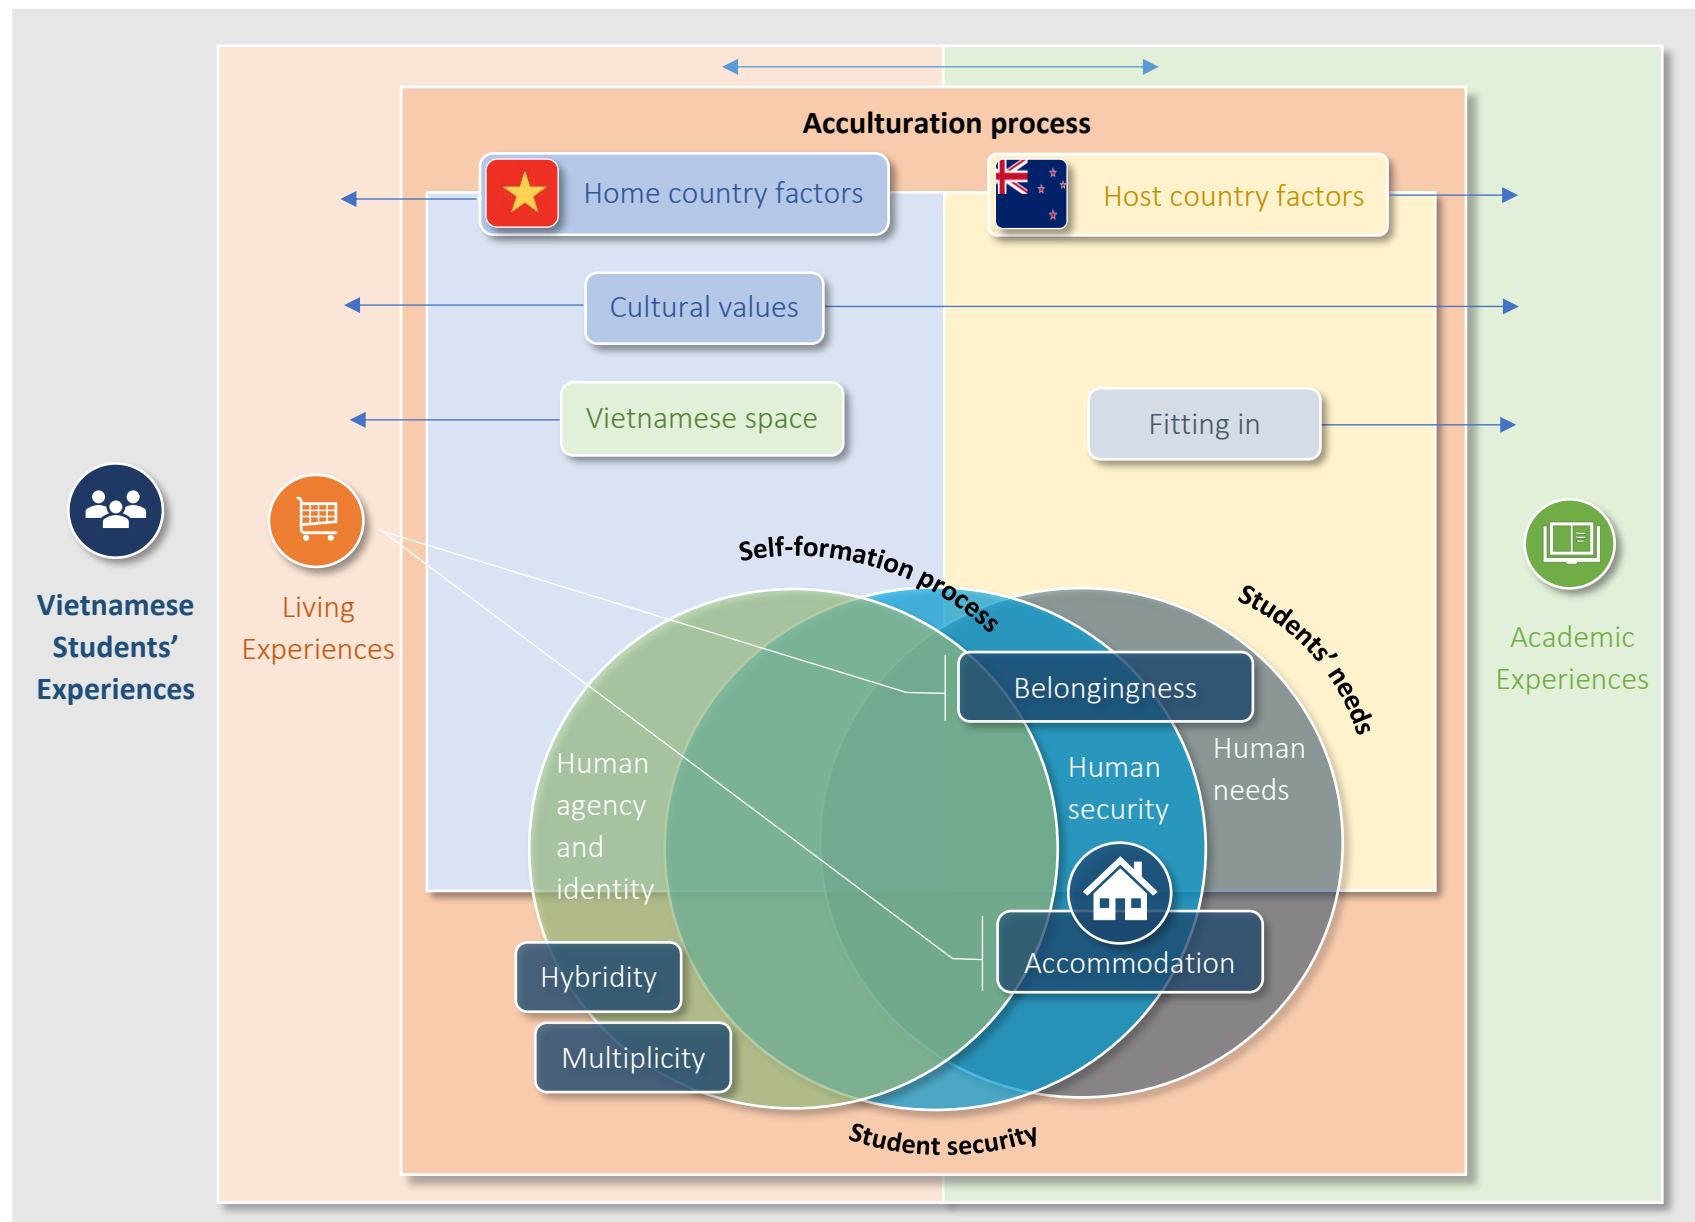 Acculturation process
Home country factors
Host country factors
Cultural values
Vietnamese space
Fitting in
Vietnamese
Students’
Experiences
Living
Experiences
Academic
Experiences
Self-formation process
Students’ needs
Belongingness
Human
agency
and
identity
Human
security
Human
needs
Accommodation
Hybridity
Multiplicity
Student security